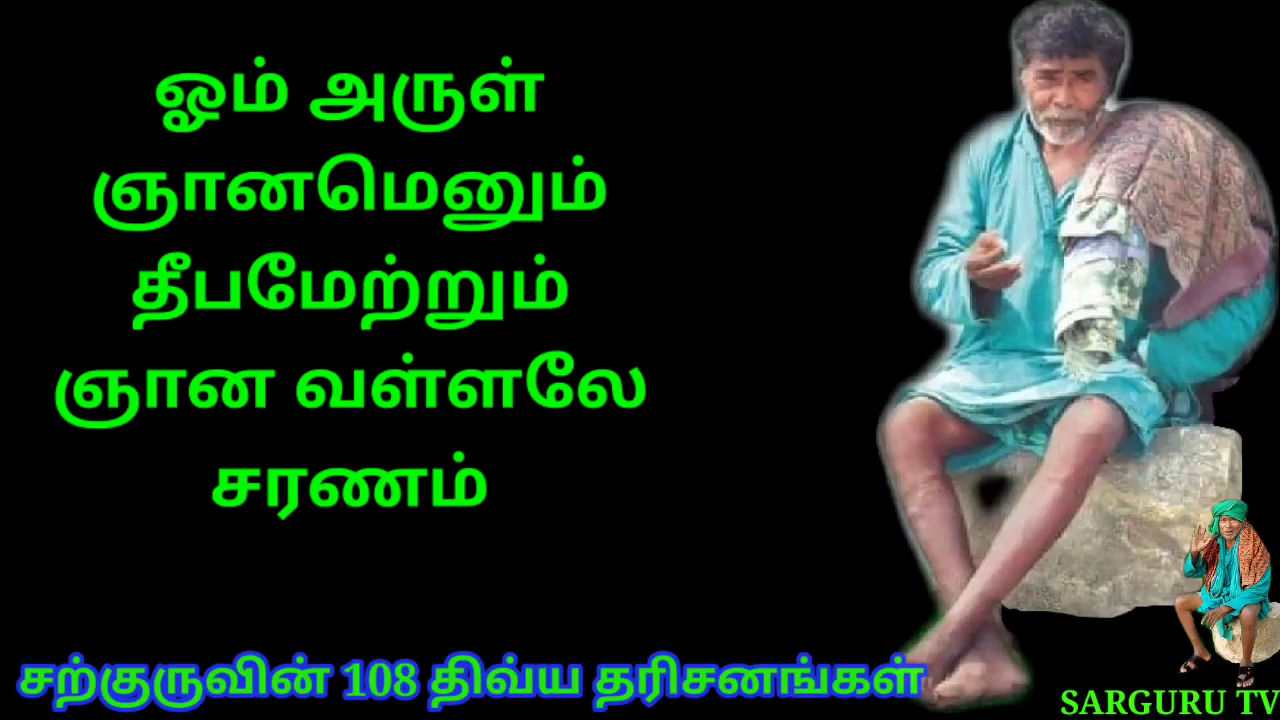 ஓம் அருள்
ஞானமெனும்
தீபமேற்றும்
ஞான வள்ளலே
சரணம்
சற்குருவின் 108 திவ்ய தரிசனங்கள்
SARGURU TV